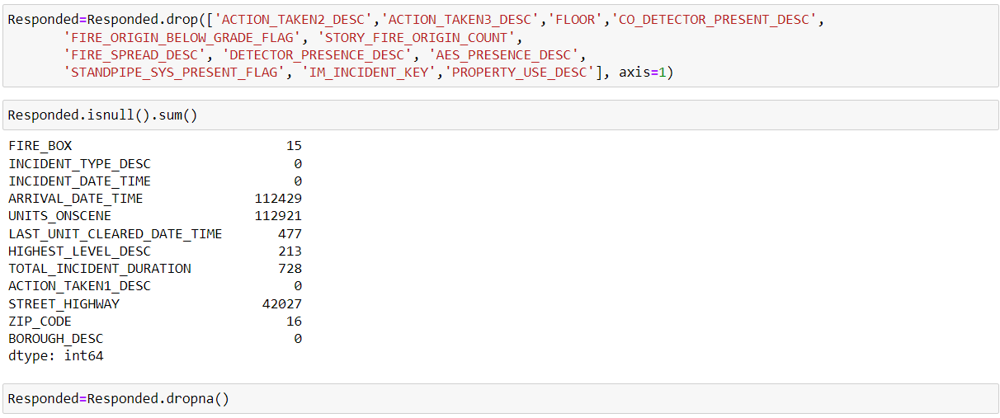 Responded=Responded.drop(['ACTION_TAKEN2_DESC','ACTION_TAKEN3_DESC','FLOOR','CO_DETECTOR_PRESENT_DESC',
'FIRE_ORIGIN_BELOW_GRADE_FLAG', 'STORY_FIRE_ORIGIN_COUNT',
'FIRE_SPREAD_DESC', 'DETECTOR_PRESENCE_DESC', 'AES_PRESENCE_DESC',
'STANDPIPE_SYS_PRESENT_FLAG', 'IM_INCIDENT_KEY','PROPERTY_USE_DESC'], axis=1)
Responded.isnull().sum()
FIRE_BOX 15
INCIDENT_TYPE_DESC 0
INCIDENT_DATE_TIME 0
ARRIVAL_DATE_TIME 112429
UNITS_ONSCENE 112921
LAST_UNIT_CLEARED_DATE_TIME 477
HIGHEST_LEVEL_DESC 213
TOTAL_INCIDENT_DURATION 728
ACTION_TAKEN1_DESC 0
STREET_HIGHWAY 42027
ZIP_CODE 16
BOROUGH_DESC 0
dtype: int64
Responded=Responded.dropna()